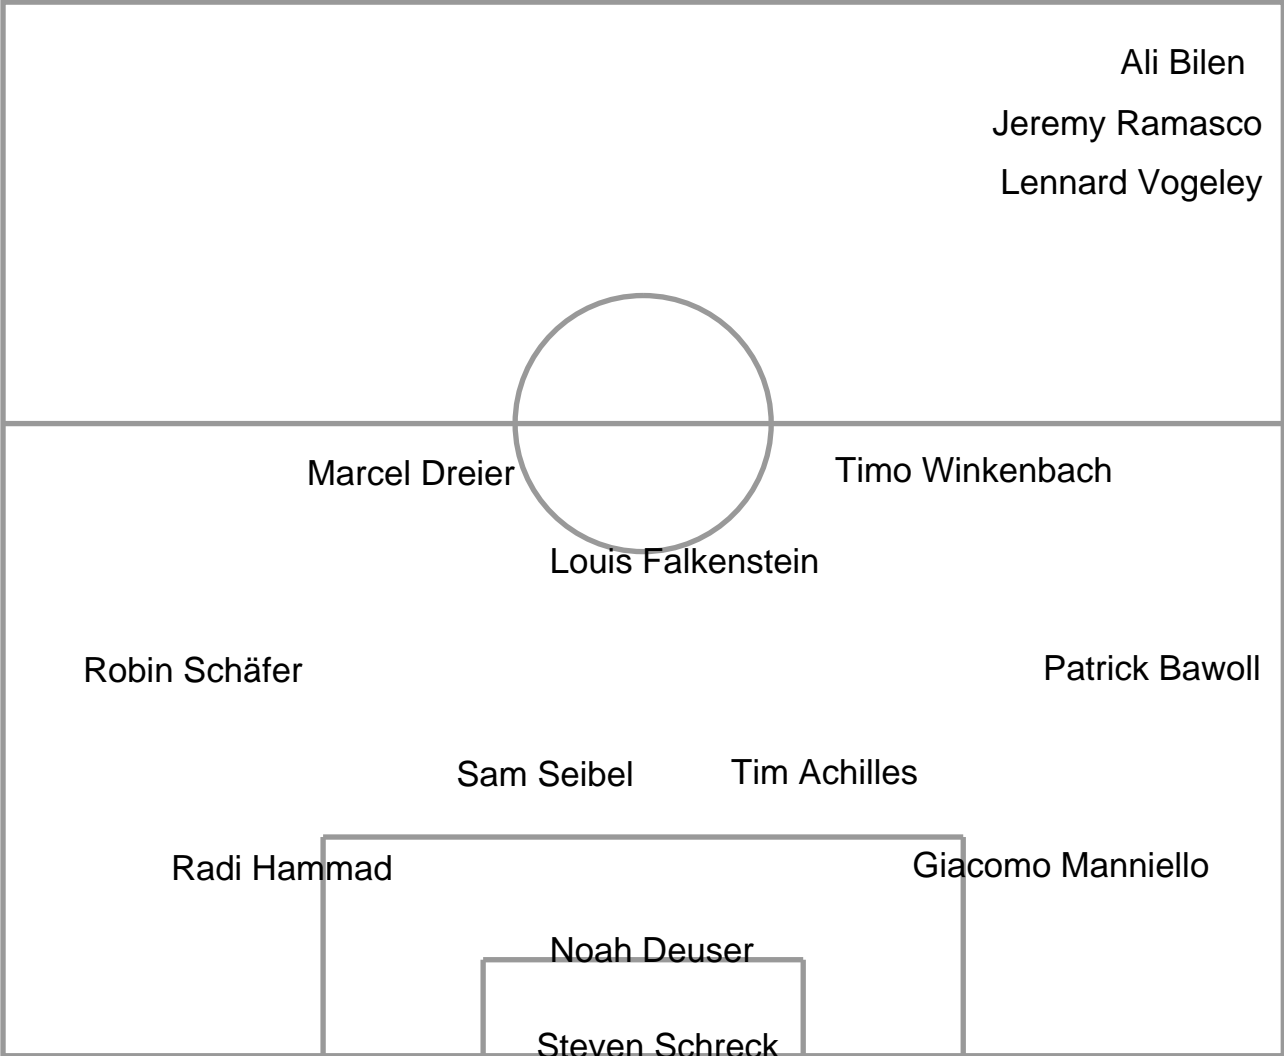 Ali Bilen
Jeremy Ramasco
Lennard Vogeley
Marcel Dreier
Timo Winkenbach
Louis Falkenstein
Robin Schäfer
Patrick Bawoll
Sam Seibel
Tim Achilles
Radi Hammad
Giacomo Manniello
Noah Deuser
Steven Schreck